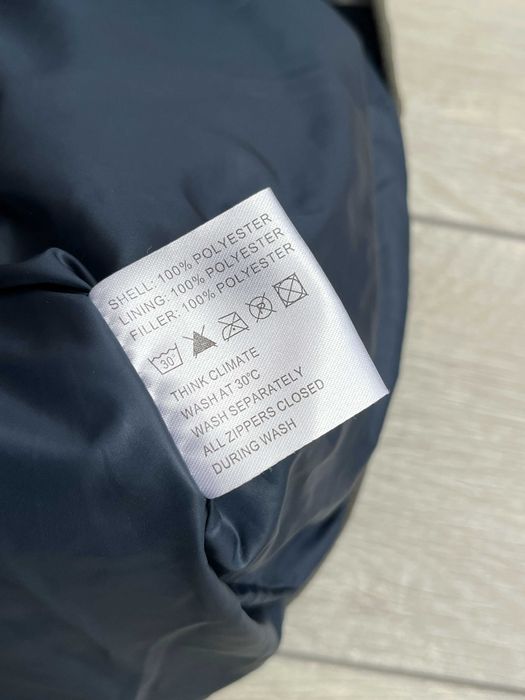 SHELL: 100% POLYESTER
LINING: 100% POLYESTER
FILLER: 100% POLYESTER
30°
THINK CLIMATE
WASH AT 30°C
WASH SEPARATELY
ALL ZIPPERS CLOSED
DURING WASH